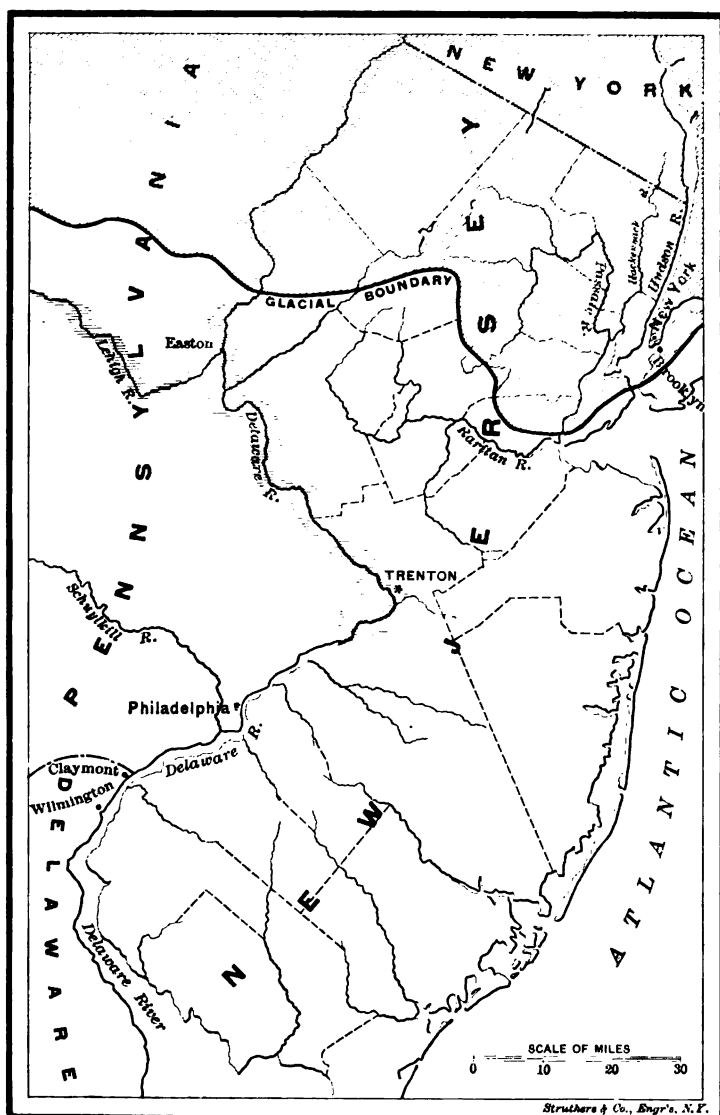 NEW YORK
PENNSYLVANIA
NEW JERSEY
GLACIAL BOUNDARY
Lehigh R.
Easton
Delaware R.
Passaic R.
Hackensack R.
Hudson R.
New York
Brooklyn
Raritan R.
TRENTON
Schuylkill R.
Philadelphia
Delaware R.
Claymont
Wilmington
DELAWARE
Delaware River
ATLANTIC OCEAN
SCALE OF MILES
0 10 20 30
Struthers & Co., Engr's, N.Y.